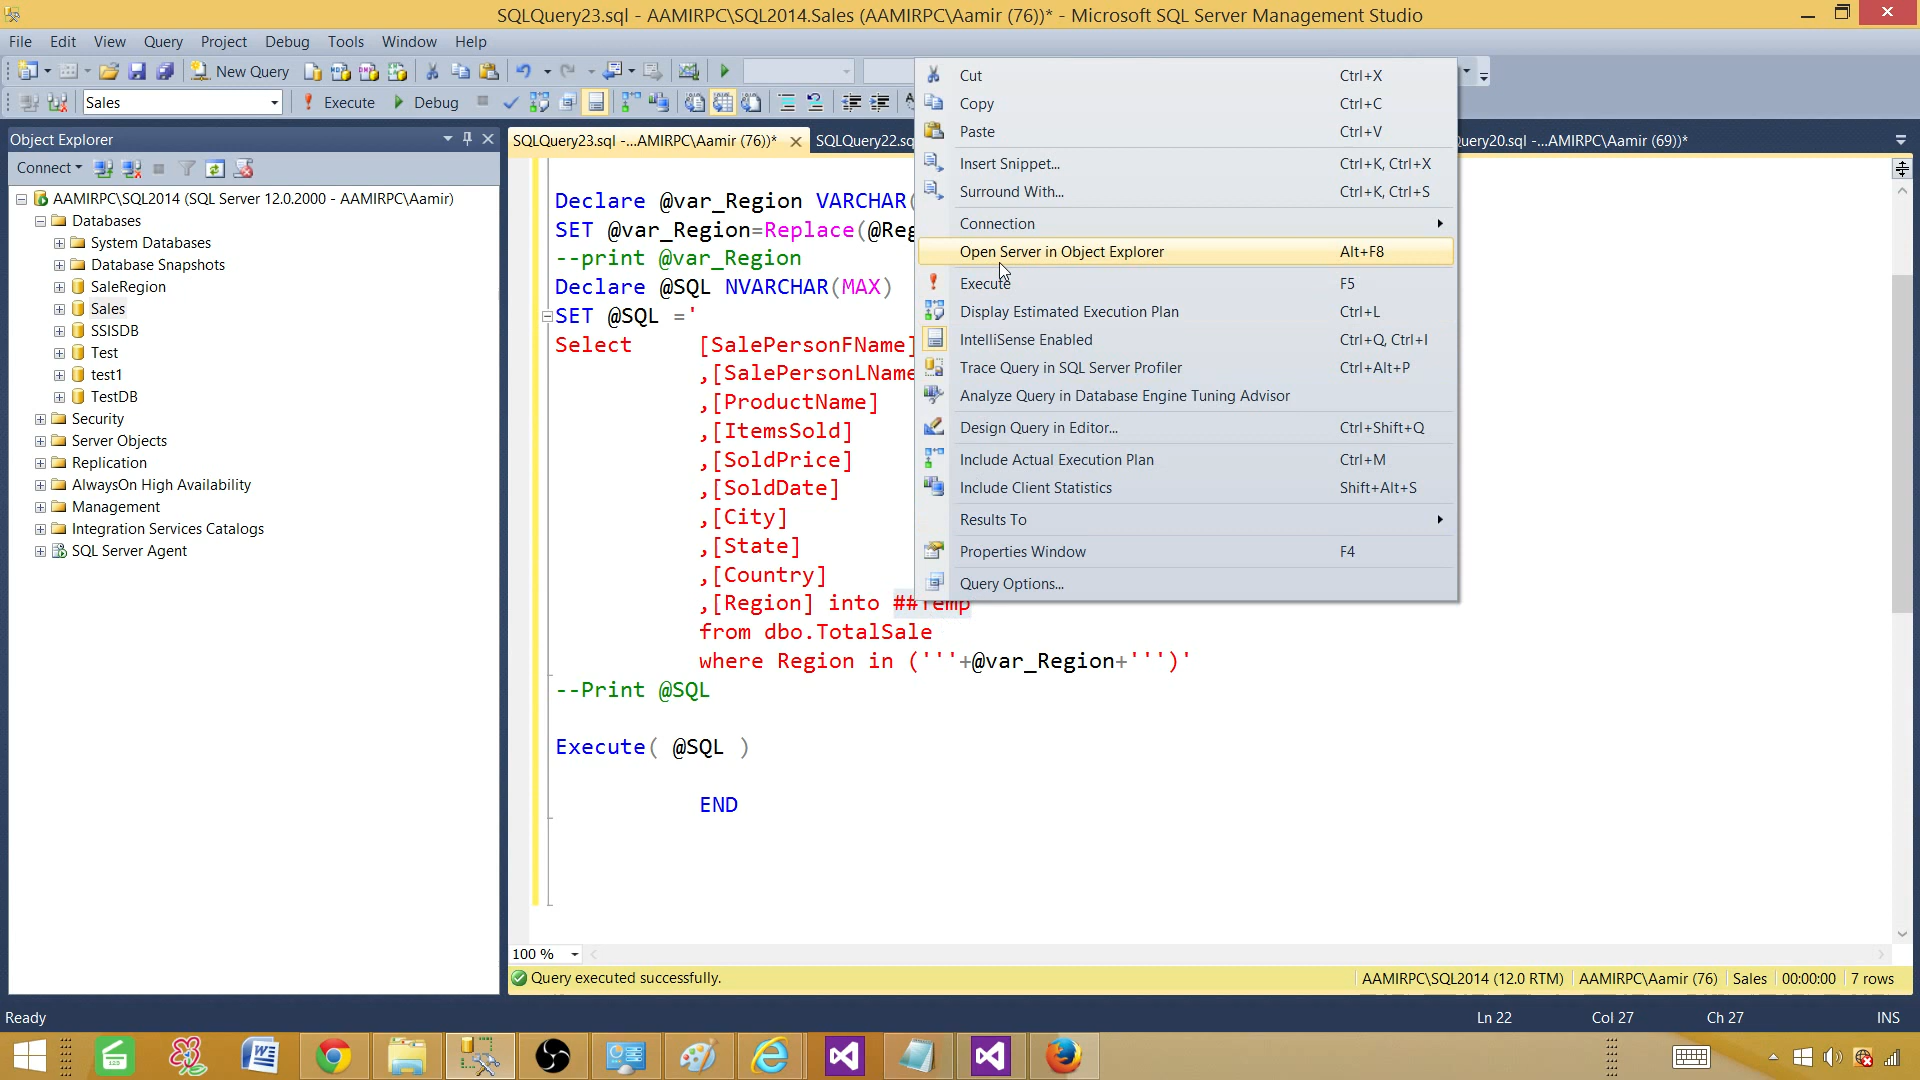 SQLQuery23.sql - AAMIRPC\SQL2014.Sales (AAMIRPC\Aamir (76))* - Microsoft SQL Server Management Studio
File Edit View Query Project Debug Tools Window Help
New Query
Sales Execute Debug
Object Explorer
Connect
AAMIRPC\SQL2014 (SQL Server 12.0.2000 - AAMIRPC\Aamir)
Databases
System Databases
Database Snapshots
SaleRegion
Sales
SSISDB
Test
test1
TestDB
Security
Server Objects
Replication
AlwaysOn High Availability
Management
Integration Services Catalogs
SQL Server Agent
SQLQuery23.sql -...AMIRPC\Aamir (76))* SQLQuery22.sq uery20.sql -...AMIRPC\Aamir (69))*
Declare @var_Region VARCHAR(
SET @var_Region=Replace(@Reg
--print @var_Region
Declare @SQL NVARCHAR(MAX)
SET @SQL ='
Select [SalePersonFName]
,[SalePersonLName
,[ProductName]
,[ItemsSold]
,[SoldPrice]
,[SoldDate]
,[City]
,[State]
,[Country]
,[Region] into ##Temp
from dbo.TotalSale
where Region in ('''+@var_Region+''')'
--Print @SQL
Execute( @SQL )
END
Cut Ctrl+X
Copy Ctrl+C
Paste Ctrl+V
Insert Snippet... Ctrl+K, Ctrl+X
Surround With... Ctrl+K, Ctrl+S
Connection
Open Server in Object Explorer Alt+F8
Execute F5
Display Estimated Execution Plan Ctrl+L
IntelliSense Enabled Ctrl+Q, Ctrl+I
Trace Query in SQL Server Profiler Ctrl+Alt+P
Analyze Query in Database Engine Tuning Advisor
Design Query in Editor... Ctrl+Shift+Q
Include Actual Execution Plan Ctrl+M
Include Client Statistics Shift+Alt+S
Results To
Properties Window F4
Query Options...
100 %
Query executed successfully. AAMIRPC\SQL2014 (12.0 RTM) AAMIRPC\Aamir (76) Sales 00:00:00 7 rows
Ready Ln 22 Col 27 Ch 27 INS